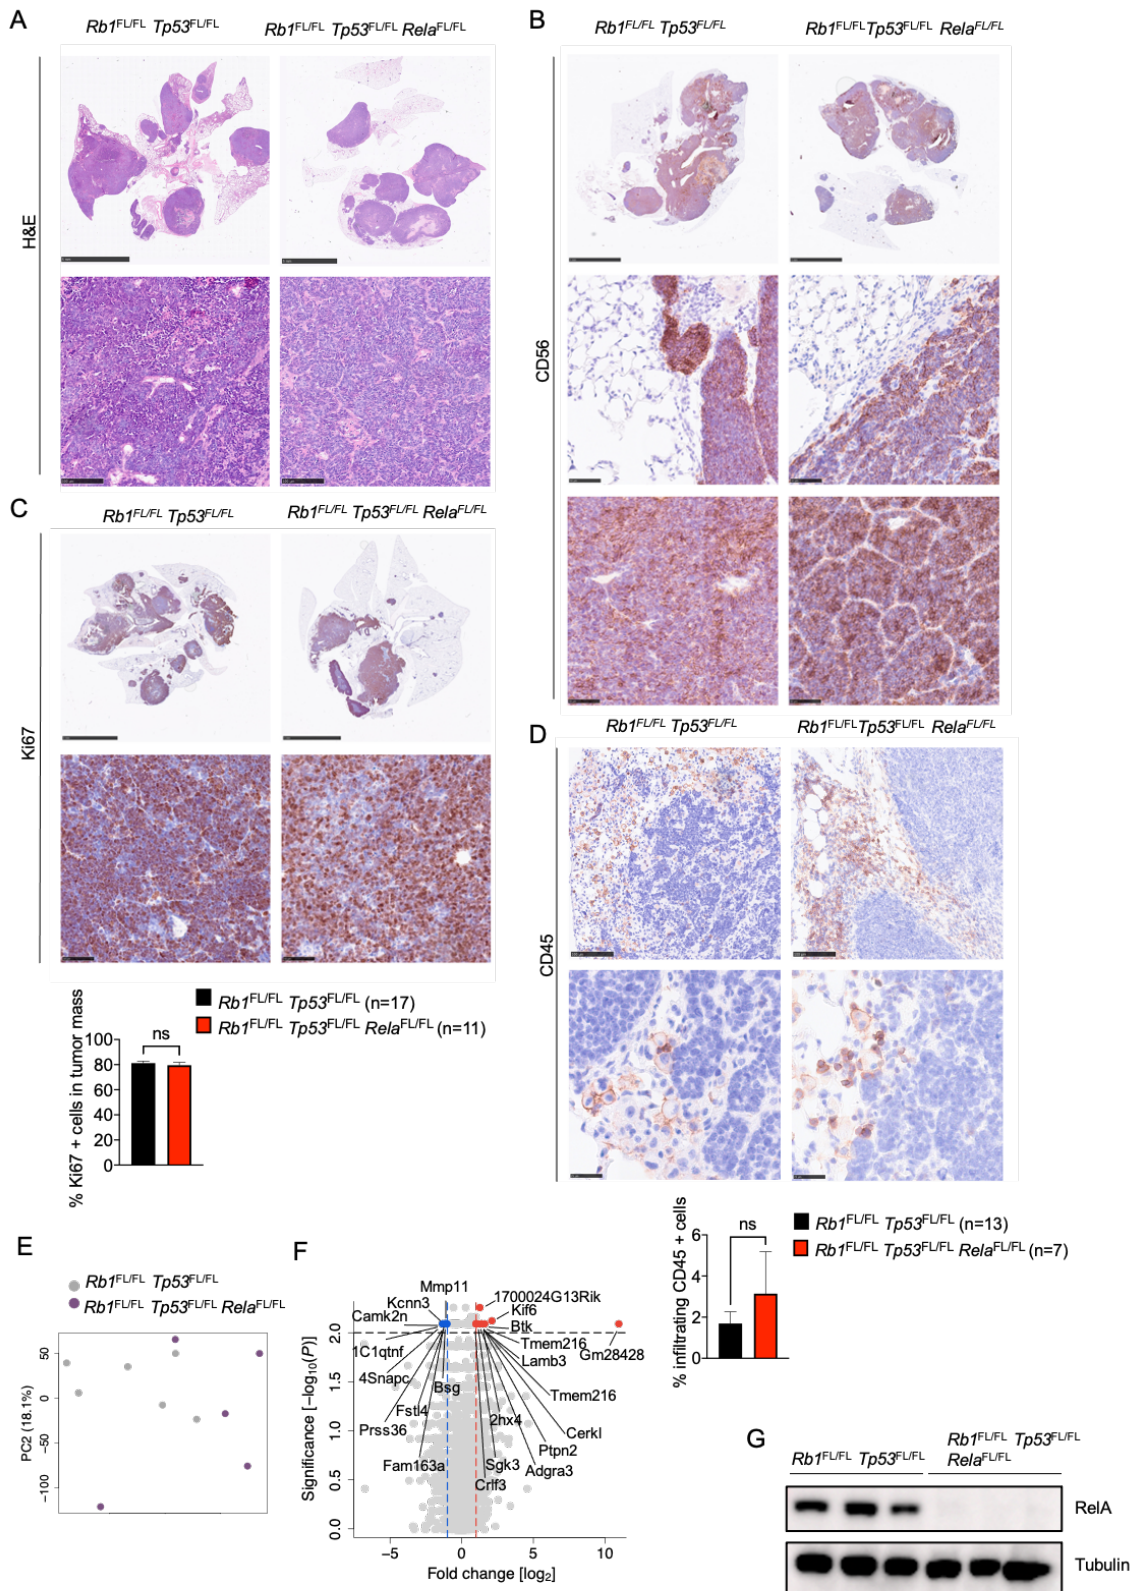 A
Rb1FL/FL Tp53FL/FL
Rb1FL/FL Tp53FL/FL RelaFL/FL
H&E
B
Rb1FL/FL Tp53FL/FL
Rb1FL/FL Tp53FL/FL RelaFL/FL
CD56
C
Rb1FL/FL Tp53FL/FL
Rb1FL/FL Tp53FL/FL RelaFL/FL
Ki67
Rb1FL/FL Tp53FL/FL (n=17)
Rb1FL/FL Tp53FL/FL RelaFL/FL (n=11)
% Ki67 + cells in tumor mass
100
80
60
40
20
0
ns
D
Rb1FL/FL Tp53FL/FL
Rb1FL/FL Tp53FL/FL RelaFL/FL
CD45
Rb1FL/FL Tp53FL/FL (n=13)
Rb1FL/FL Tp53FL/FL RelaFL/FL (n=7)
% infiltrating CD45 + cells
6
4
2
0
ns
E
Rb1FL/FL Tp53FL/FL
Rb1FL/FL Tp53FL/FL RelaFL/FL
PC2 (18.1%)
50
0
−50
−100
F
Mmp11
Kcnn3
Camk2n
1C1qtnf
4Snapc
Bsg
Fstl4
Prss36
Fam163a
1700024G13Rik
Kif6
Btk
Tmem216
Lamb3
Gm28428
Tmem216
2hx4
Cerkl
Ptpn2
Sgk3
Adgra3
Crlf3
Significance [−log10(P)]
2.0
1.5
1.0
0.5
0.0
−5
0
5
10
Fold change [log2]
G
Rb1FL/FL Tp53FL/FL
Rb1FL/FL Tp53FL/FL
RelaFL/FL
RelA
Tubulin